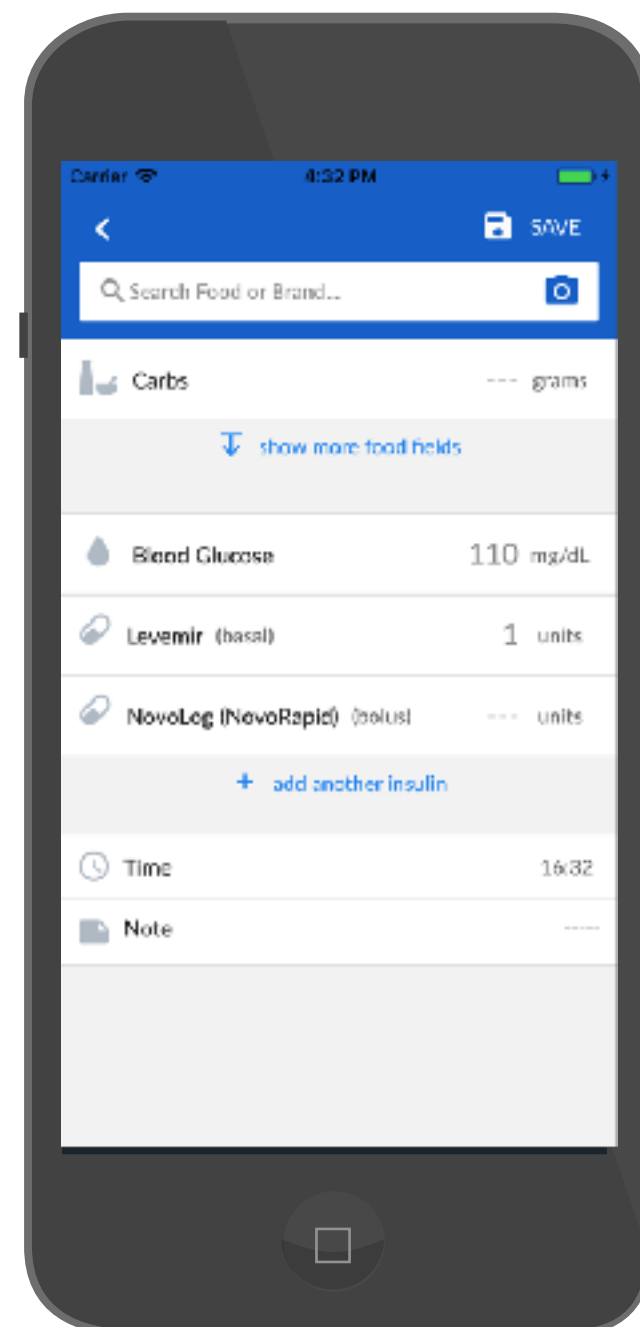 Carrier 4:32 PM
SAVE
Search Food or Brand...
Carbs --- grams
show more food fields
Blood Glucose 110 mg/dL
Levemir (basal) 1 units
NovoLog (NovoRapid) (bolus) --- units
+ add another insulin
Time 16:32
Note -----